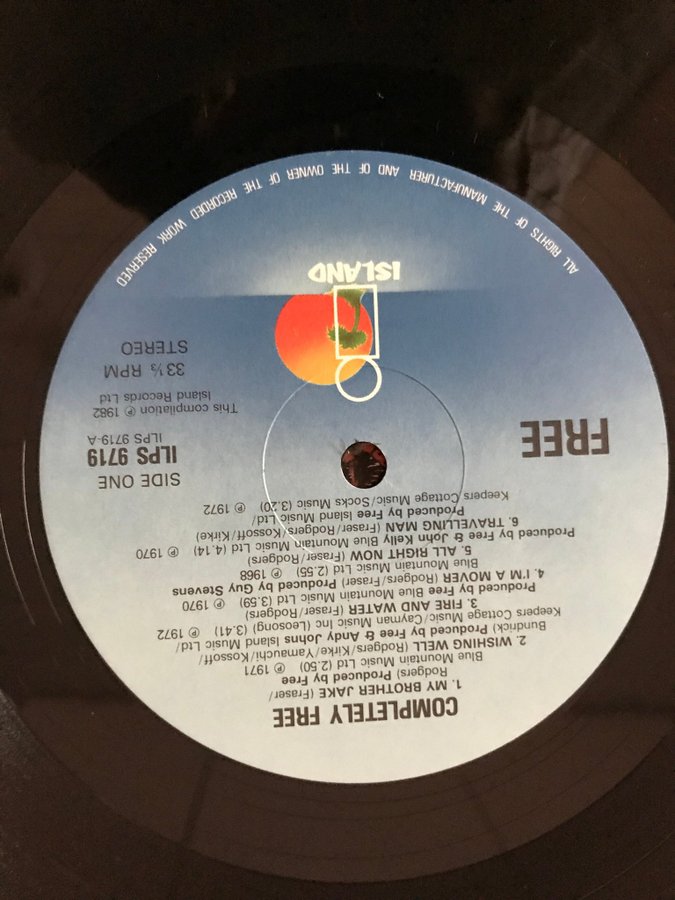 COMPLETELY FREE
1. MY BROTHER JAKE (Fraser/
Rodgers) Produced by Free
Blue Mountain Music Ltd (2.50) ℗ 1971
2. WISHING WELL (Rodgers/Kirke/Yamauchi/Kossoff/
Bundrick) Produced by Free & Andy Johns Island Music Ltd/
Keepers Cottage Music/Cayman Music Inc (Leosong) (3.41) ℗ 1972
3. FIRE AND WATER (Fraser/Rodgers)
Produced by Free Blue Mountain Music Ltd (3.59) ℗ 1970
4. I'M A MOVER (Rodgers/Fraser) Produced by Guy Stevens
Blue Mountain Music Ltd (2.55) ℗ 1968
5. ALL RIGHT NOW (Fraser/Rodgers)
Produced by Free & John Kelly Blue Mountain Music Ltd (4.14) ℗ 1970
6. TRAVELLING MAN (Fraser/Rodgers/Kossoff/Kirke)
Produced by Free Island Music Ltd/
Keepers Cottage Music/Socks Music (3.20) ℗ 1972
FREE
SIDE ONE
ILPS 9719
ILPS 9719-A
This compilation ℗ 1982
Island Records Ltd
33⅓ RPM
STEREO
ISLAND
ALL RIGHTS OF THE MANUFACTURER AND OF THE OWNER OF THE RECORDED WORK RESERVED